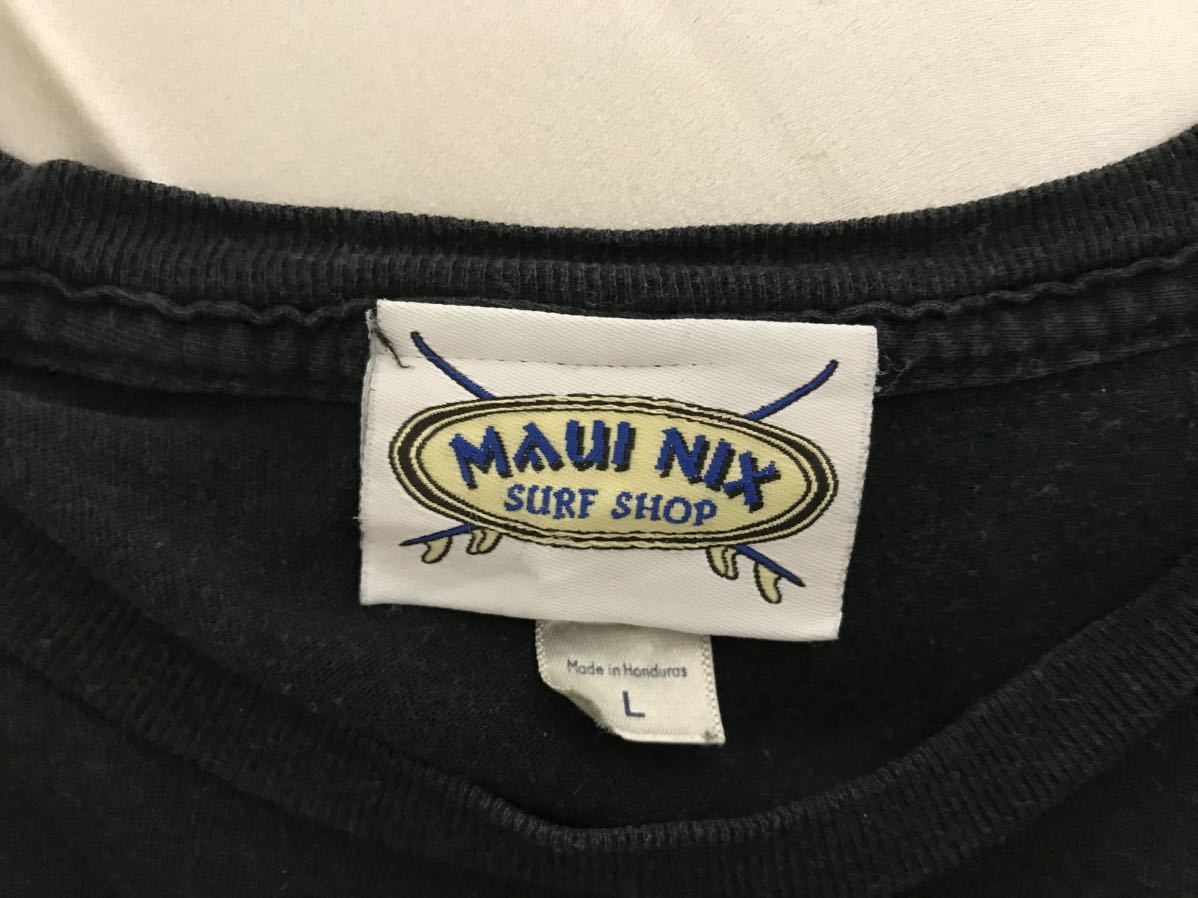 MAUI NIX
SURF SHOP
Made in Honduras
L